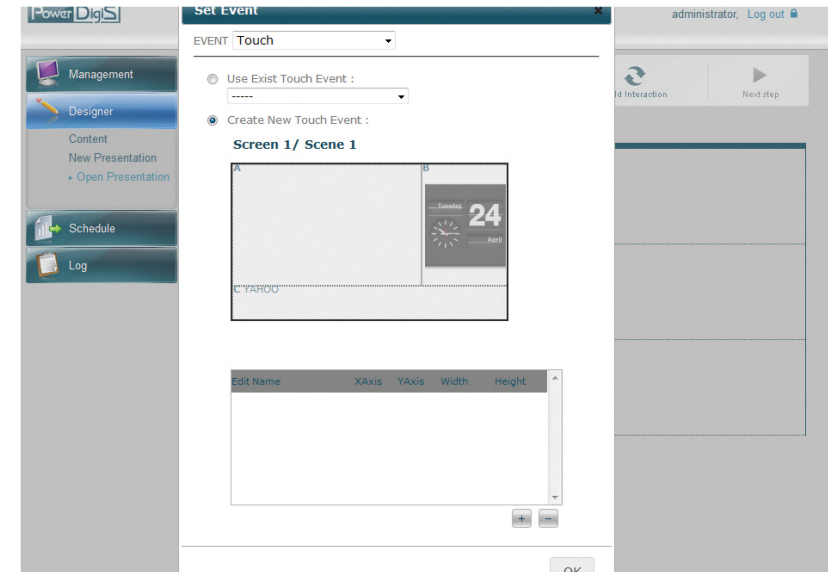 Power DigiS
Set Event
×
administrator, Log out
EVENT Touch
Management
Use Exist Touch Event :
-----
ld Interaction
Next step
Designer
Create New Touch Event :
Content
New Presentation
Open Presentation
Screen 1/ Scene 1
A
B
Tuesday
24
April
Schedule
Log
C YAHOO
Edit Name XAxis YAxis Width Height
+ −
OK